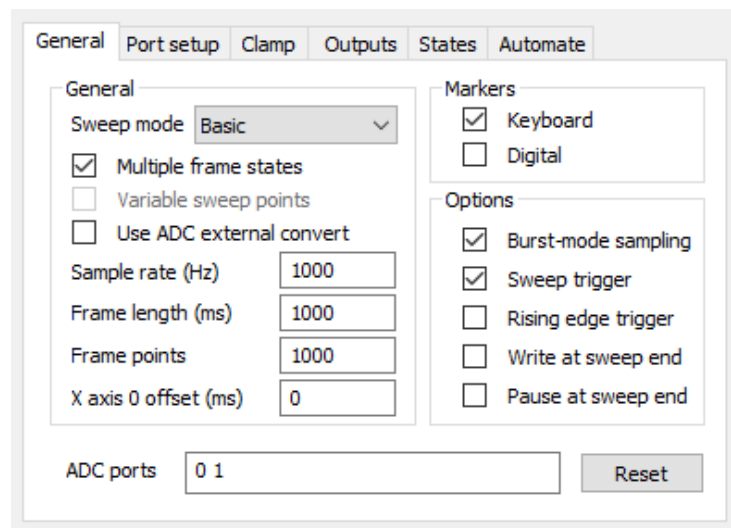 General Port setup Clamp Outputs States Automate
General
Sweep mode Basic
Multiple frame states
Variable sweep points
Use ADC external convert
Sample rate (Hz) 1000
Frame length (ms) 1000
Frame points 1000
X axis 0 offset (ms) 0
Markers
Keyboard
Digital
Options
Burst-mode sampling
Sweep trigger
Rising edge trigger
Write at sweep end
Pause at sweep end
ADC ports 0 1 Reset